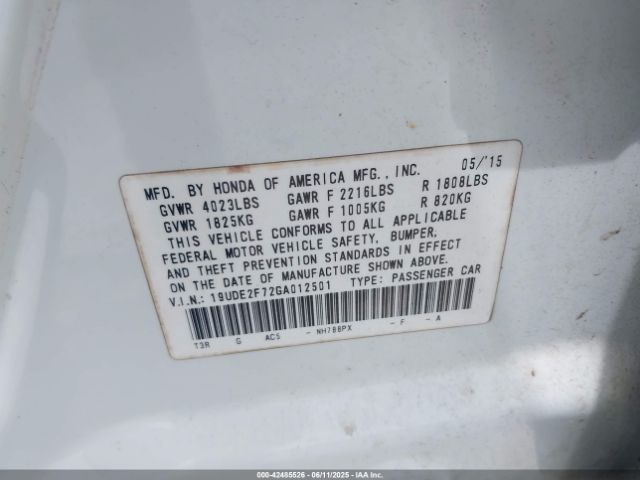 MFD. BY HONDA OF AMERICA MFG., INC. 05/'15
GVWR 4023LBS GAWR F 2216LBS R 1808LBS
GVWR 1825KG GAWR F 1005KG R 820KG
THIS VEHICLE CONFORMS TO ALL APPLICABLE
FEDERAL MOTOR VEHICLE SAFETY, BUMPER,
AND THEFT PREVENTION STANDARDS IN EFFECT
ON THE DATE OF MANUFACTURE SHOWN ABOVE.
V.I.N.: 19UDE2F72GA012501 TYPE: PASSENGER CAR
T3R G ACS - NH788PX - F - A
000-42485526 - 06/11/2025 - IAA Inc.